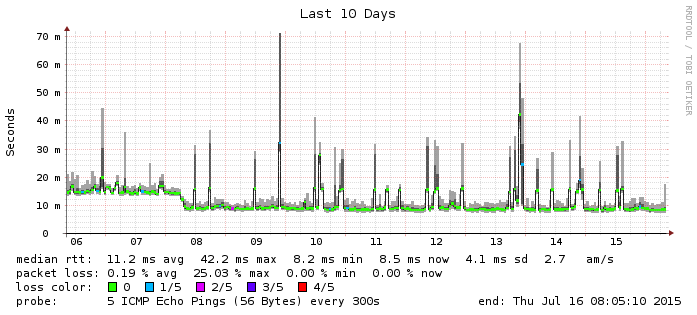 Last 10 Days
RRDTOOL / TOBI OETIKER
Seconds
70 m
60 m
50 m
40 m
30 m
20 m
10 m
0
06 07 08 09 10 11 12 13 14 15
median rtt: 11.2 ms avg 42.2 ms max 8.2 ms min 8.5 ms now 4.1 ms sd 2.7 am/s
packet loss: 0.19 % avg 25.03 % max 0.00 % min 0.00 % now
loss color: 0 1/5 2/5 3/5 4/5
probe: 5 ICMP Echo Pings (56 Bytes) every 300s end: Thu Jul 16 08:05:10 2015